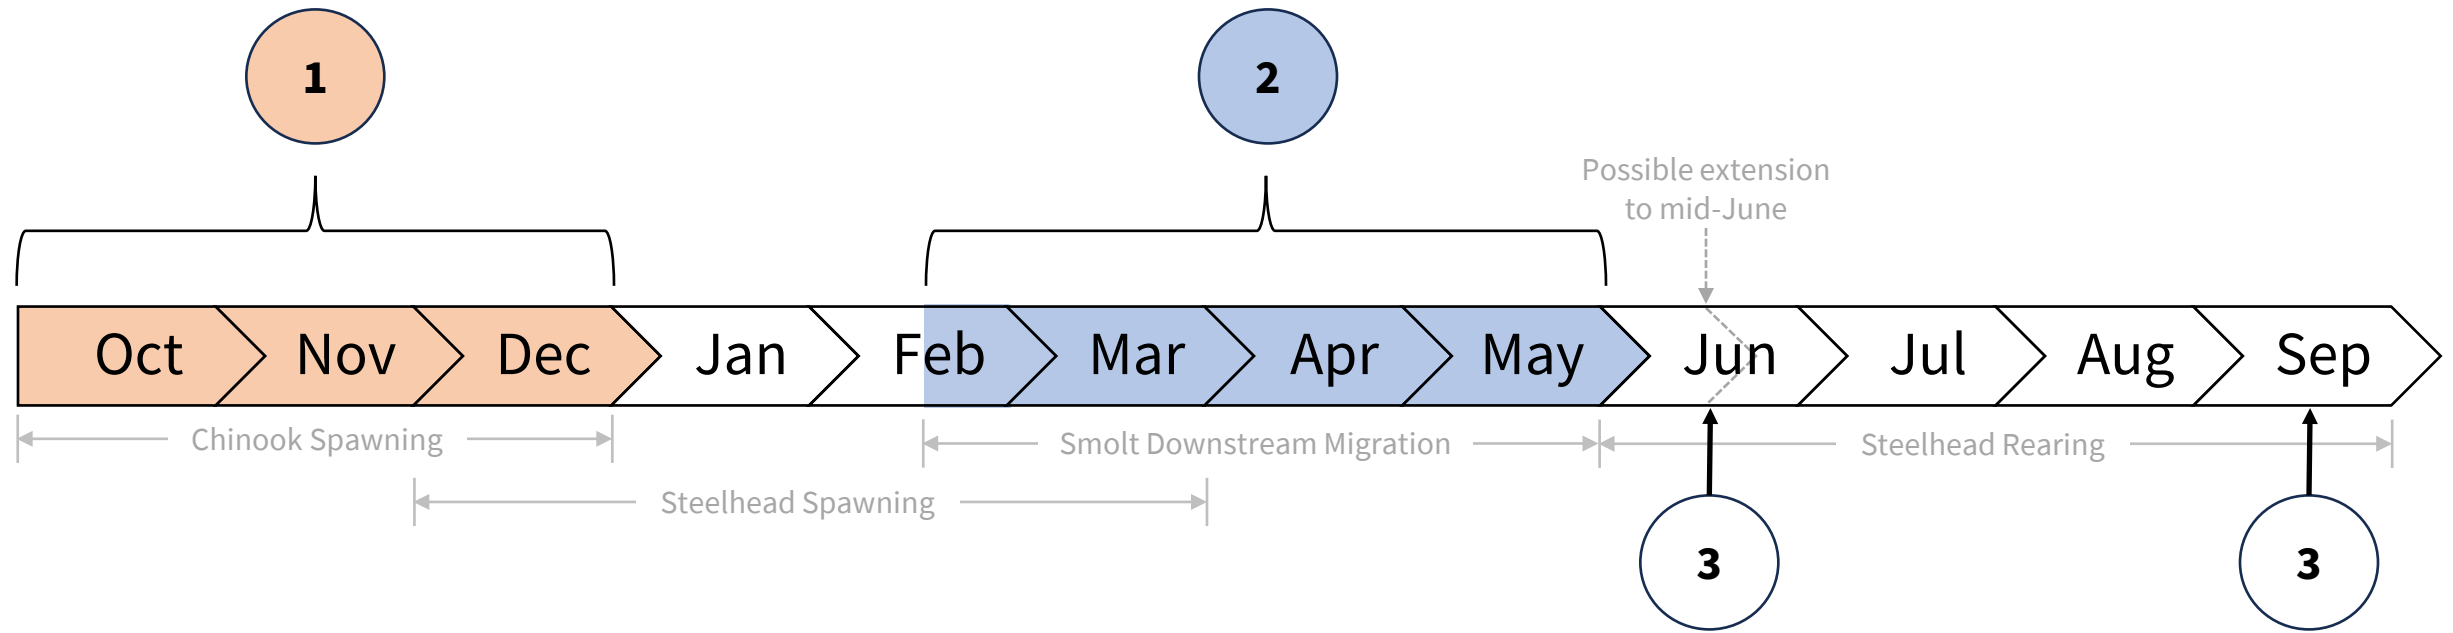 1
2
Possible extension
to mid-June
Oct Nov Dec Jan Feb Mar Apr May Jun Jul Aug Sep
Chinook Spawning
Smolt Downstream Migration
Steelhead Rearing
Steelhead Spawning
3
3